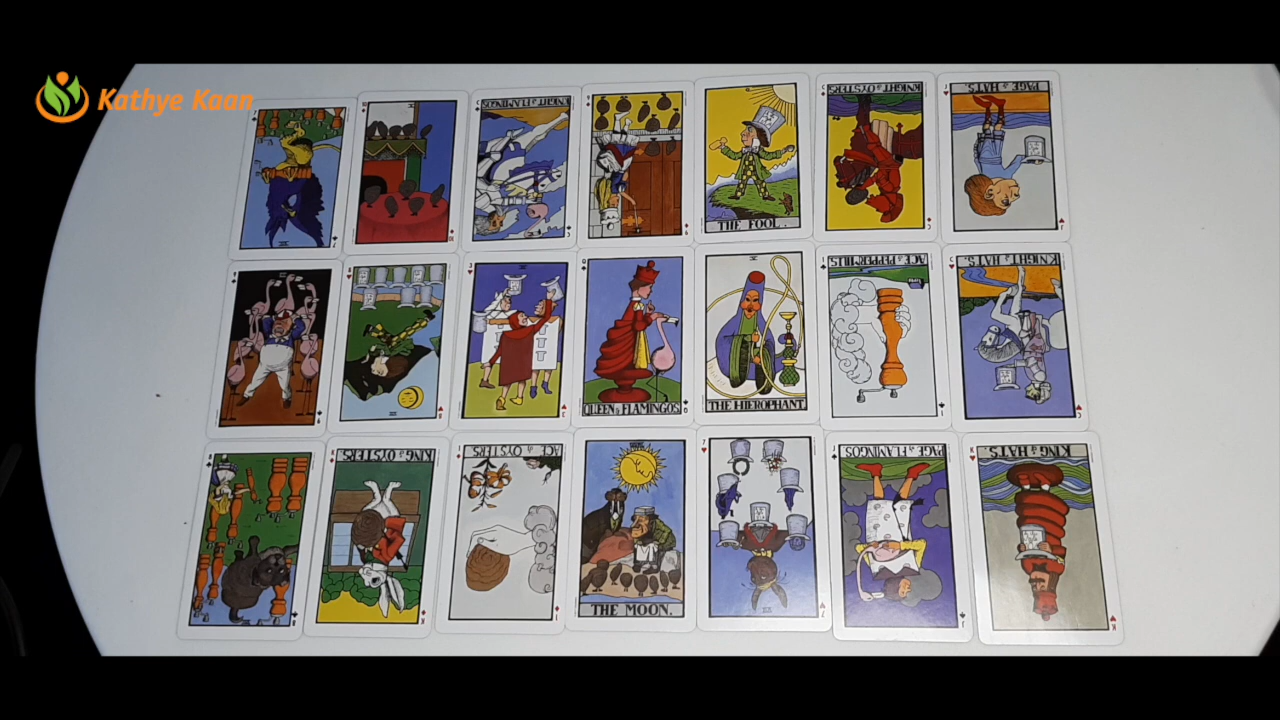 Kathye Kaan
KNIGHT of FLAMINGOS
THE FOOL.
KNIGHT of OYSTERS
PAGE of HATS.
QUEEN of FLAMINGOS
THE HIEROPHANT
ACE of PEPPERMILLS
KNIGHT of HATS.
KING of OYSTERS
ACE of OYSTERS
THE MOON.
PAGE of FLAMINGOS
KING of HATS.